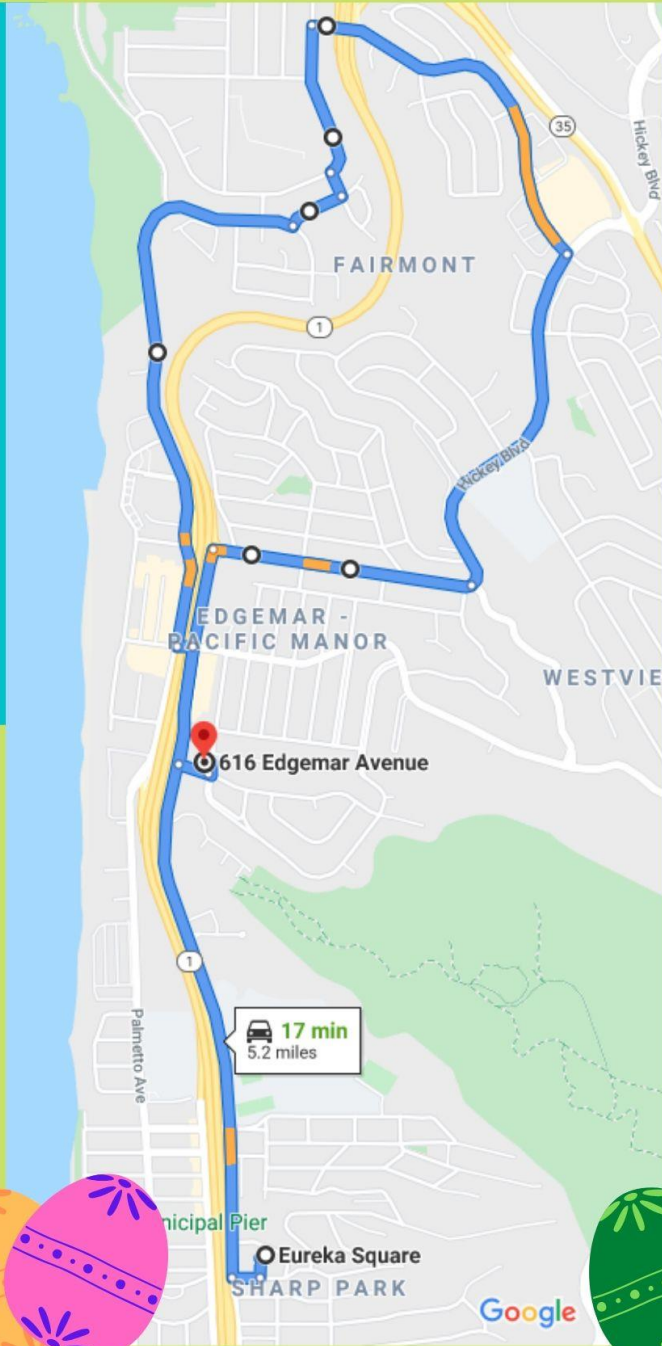 35
Hickey Blvd
FAIRMONT
1
Hickey Blvd
EDGEMAR -
PACIFIC MANOR
WESTVIE
616 Edgemar Avenue
1
17 min
5.2 miles
Palmetto Ave
nicipal Pier
Eureka Square
SHARP PARK
Google